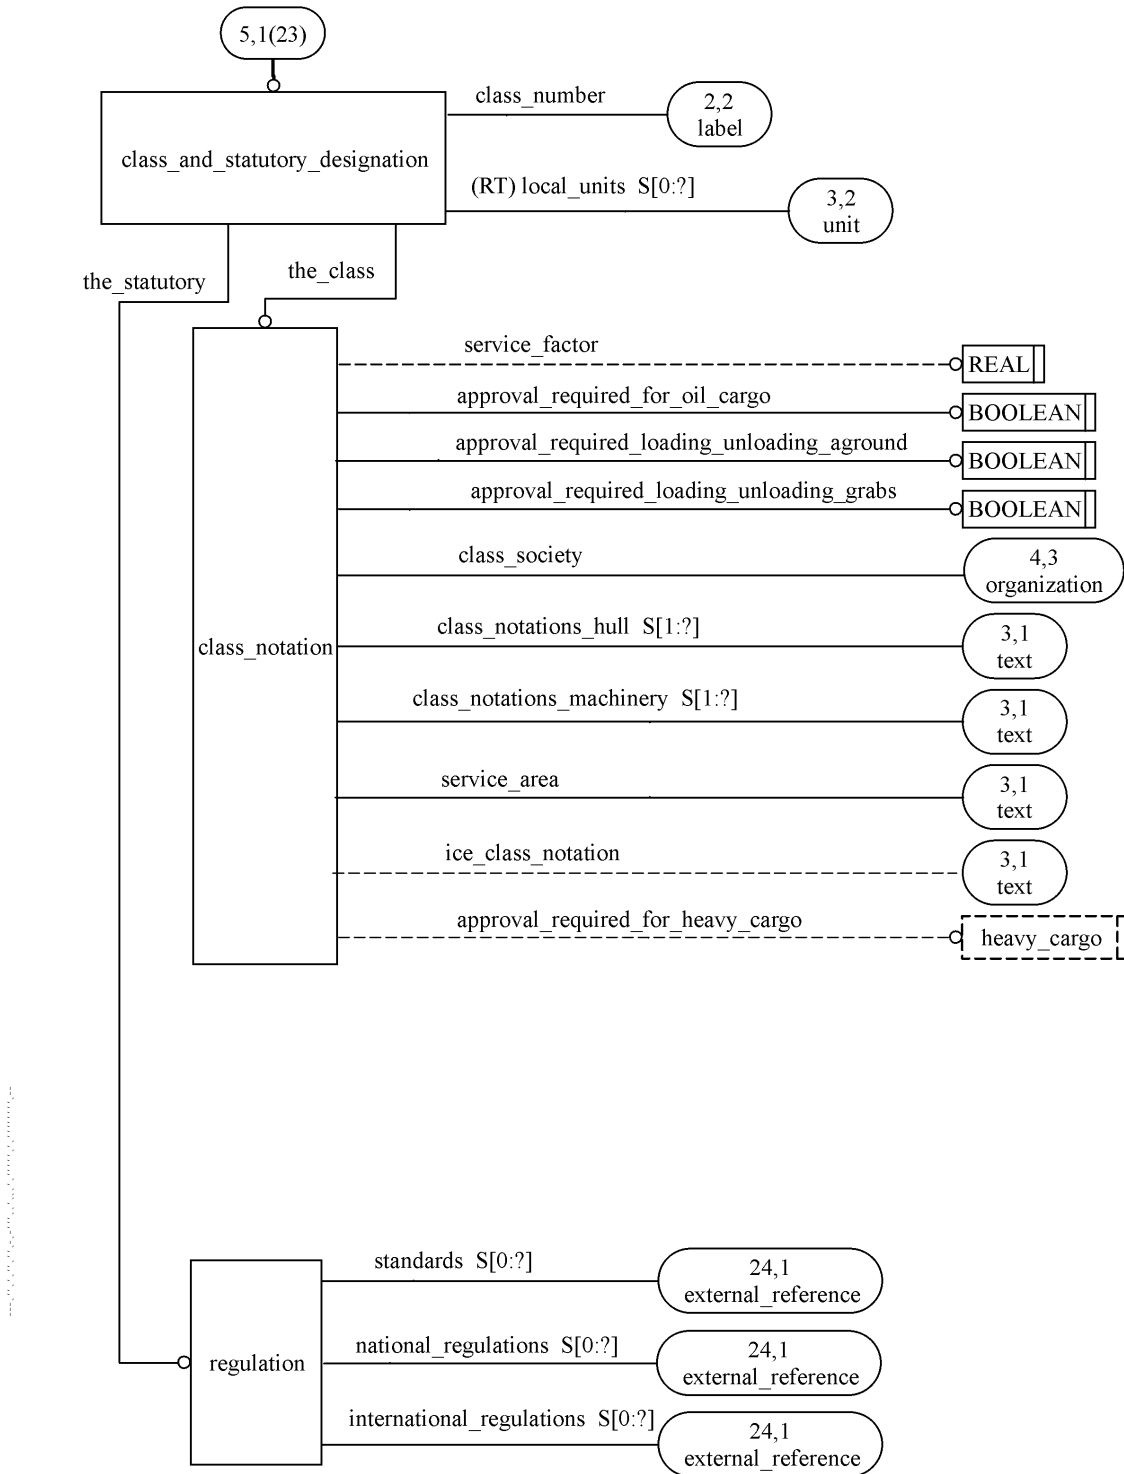 5,1(23)
class_number
2,2
label
class_and_statutory_designation
(RT) local_units S[0:?]
3,2
unit
the_statutory
the_class
service_factor
REAL
approval_required_for_oil_cargo
BOOLEAN
approval_required_loading_unloading_aground
BOOLEAN
approval_required_loading_unloading_grabs
BOOLEAN
class_society
4,3
organization
class_notations_hull S[1:?]
3,1
text
class_notation
class_notations_machinery S[1:?]
3,1
text
service_area
3,1
text
ice_class_notation
3,1
text
approval_required_for_heavy_cargo
heavy_cargo
standards S[0:?]
24,1
external_reference
national_regulations S[0:?]
24,1
external_reference
regulation
international_regulations S[0:?]
24,1
external_reference